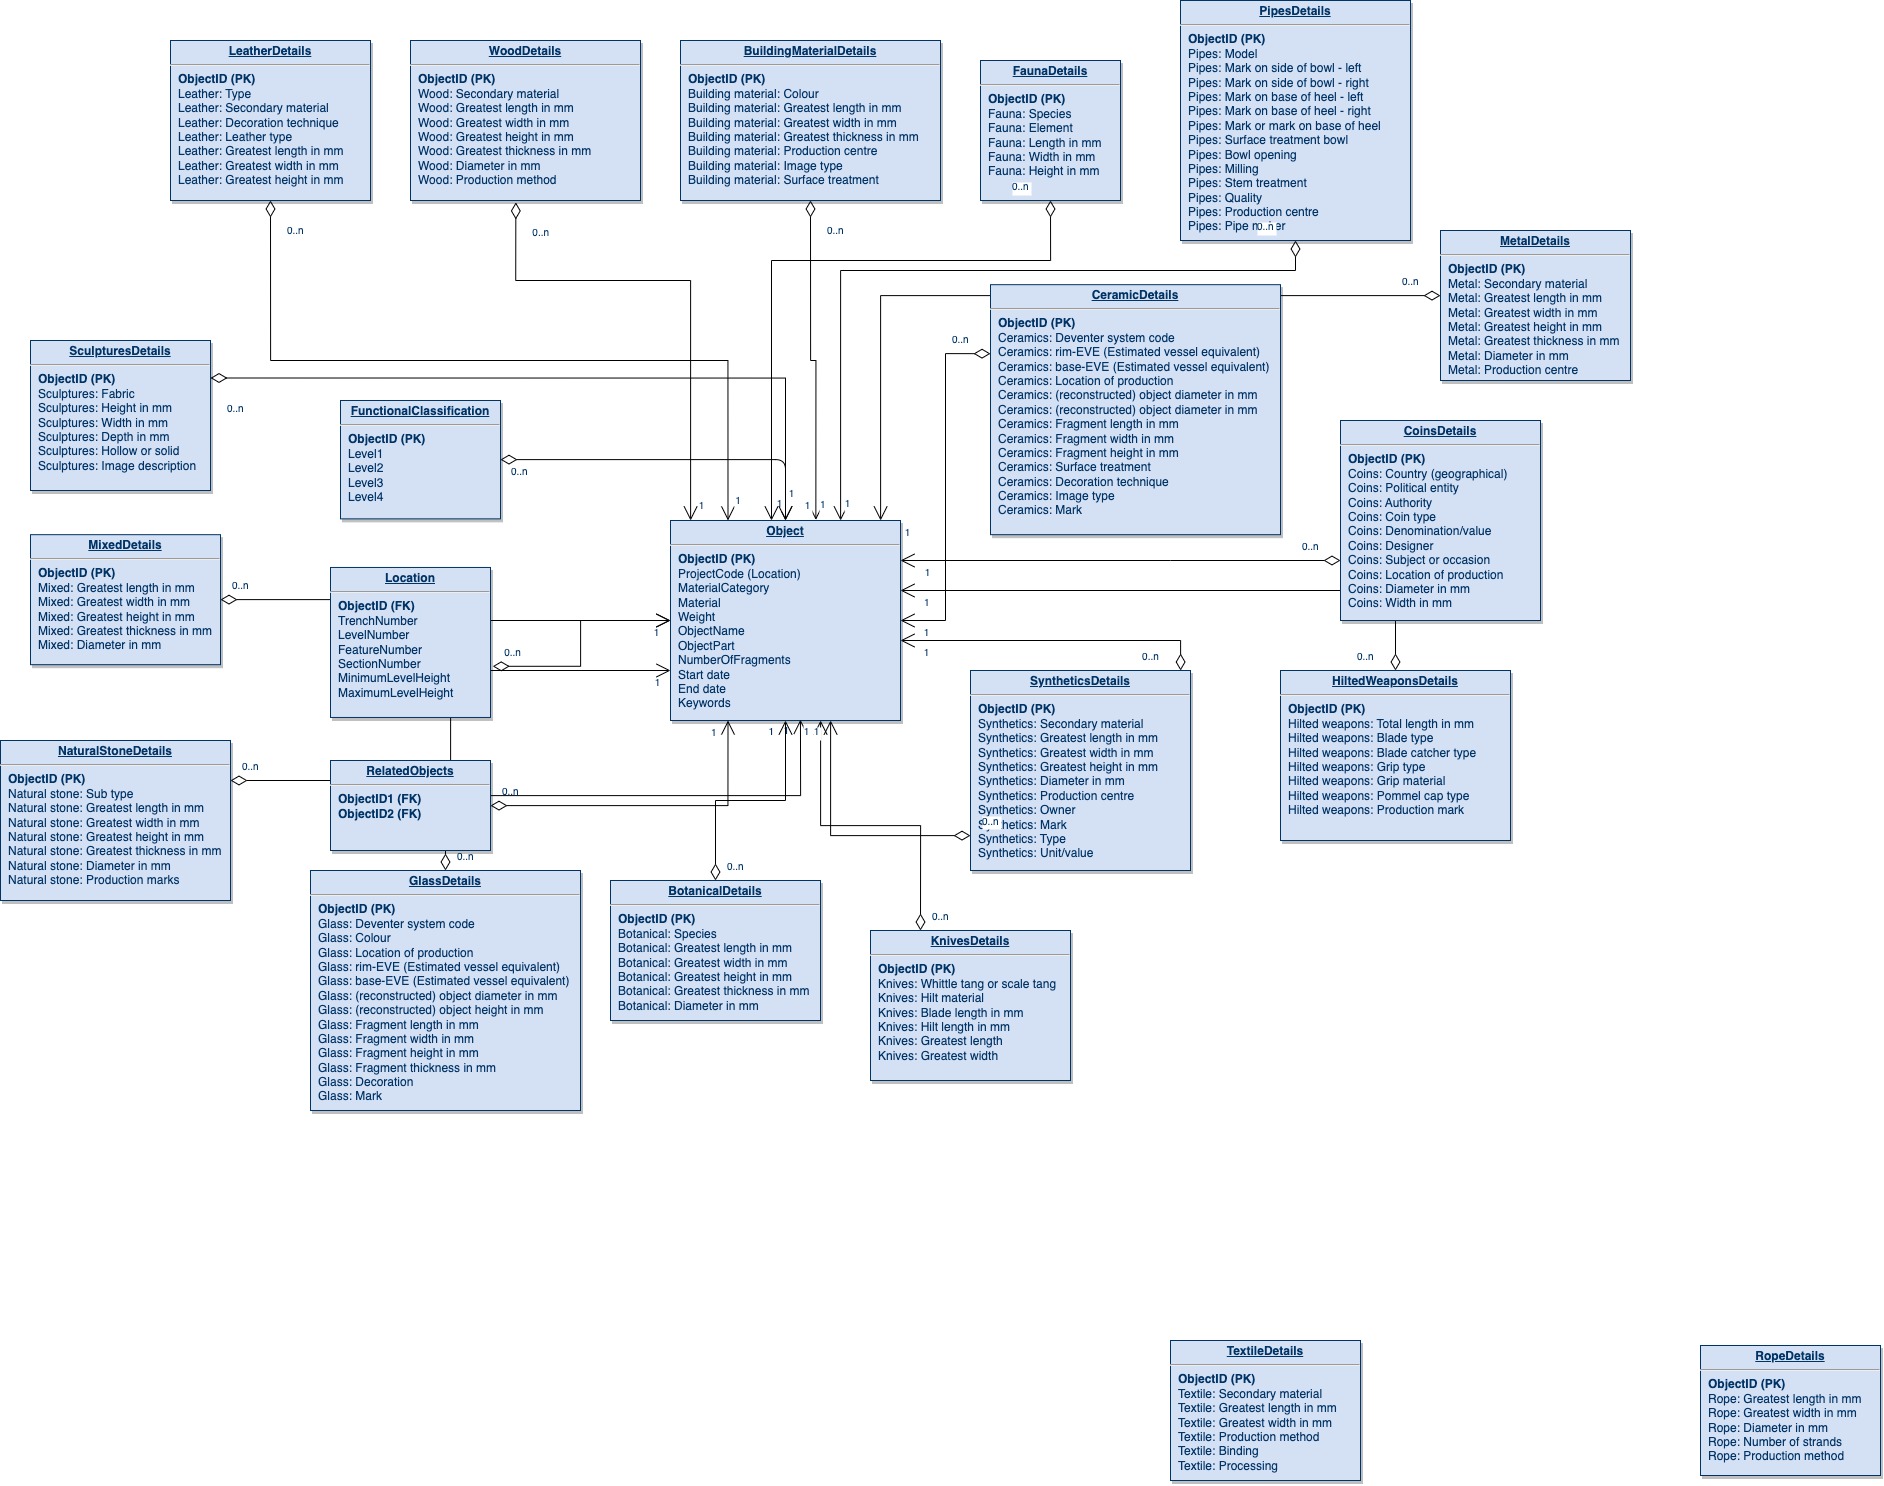 PipesDetails
ObjectID (PK)
Pipes: Model
Pipes: Mark on side of bowl - left
Pipes: Mark on side of bowl - right
Pipes: Mark on base of heel - left
Pipes: Mark on base of heel - right
Pipes: Mark or mark on base of heel
Pipes: Surface treatment bowl
Pipes: Bowl opening
Pipes: Milling
Pipes: Stem treatment
Pipes: Quality
Pipes: Production centre
Pipes: Pipe
0..n
LeatherDetails
ObjectID (PK)
Leather: Type
Leather: Secondary material
Leather: Decoration technique
Leather: Leather type
Leather: Greatest length in mm
Leather: Greatest width in mm
Leather: Greatest height in mm
0..n
WoodDetails
ObjectID (PK)
Wood: Secondary material
Wood: Greatest length in mm
Wood: Greatest width in mm
Wood: Greatest height in mm
Wood: Greatest thickness in mm
Wood: Diameter in mm
Wood: Production method
0..n
BuildingMaterialDetails
ObjectID (PK)
Building material: Colour
Building material: Greatest length in mm
Building material: Greatest width in mm
Building material: Greatest thickness in mm
Building material: Production centre
Building material: Image type
Building material: Surface treatment
0..n
FaunaDetails
ObjectID (PK)
Fauna: Species
Fauna: Element
Fauna: Length in mm
Fauna: Width in mm
Fauna: Height in mm
0..n
MetalDetails
ObjectID (PK)
Metal: Secondary material
Metal: Greatest length in mm
Metal: Greatest width in mm
Metal: Greatest height in mm
Metal: Greatest thickness in mm
Metal: Diameter in mm
Metal: Production centre
0..n
CeramicDetails
ObjectID (PK)
Ceramics: Deventer system code
Ceramics: rim-EVE (Estimated vessel equivalent)
Ceramics: base-EVE (Estimated vessel equivalent)
Ceramics: Location of production
Ceramics: (reconstructed) object diameter in mm
Ceramics: (reconstructed) object diameter in mm
Ceramics: Fragment length in mm
Ceramics: Fragment width in mm
Ceramics: Fragment height in mm
Ceramics: Surface treatment
Ceramics: Decoration technique
Ceramics: Image type
Ceramics: Mark
0..n
SculpturesDetails
ObjectID (PK)
Sculptures: Fabric
Sculptures: Height in mm
Sculptures: Width in mm
Sculptures: Depth in mm
Sculptures: Hollow or solid
Sculptures: Image description
0..n
FunctionalClassification
ObjectID (PK)
Level1
Level2
Level3
Level4
0..n
CoinsDetails
ObjectID (PK)
Coins: Country (geographical)
Coins: Political entity
Coins: Authority
Coins: Coin type
Coins: Denomination/value
Coins: Designer
Coins: Subject or occasion
Coins: Location of production
Coins: Diameter in mm
Coins: Width in mm
0..n
1
1
1
1
1
1
1
Object
ObjectID (PK)
ProjectCode (Location)
MaterialCategory
Material
Weight
ObjectName
ObjectPart
NumberOfFragments
Start date
End date
Keywords
1
1
1
1
1
1
1
1
1
1
1
MixedDetails
ObjectID (PK)
Mixed: Greatest length in mm
Mixed: Greatest width in mm
Mixed: Greatest height in mm
Mixed: Greatest thickness in mm
Mixed: Diameter in mm
0..n
Location
ObjectID (FK)
TrenchNumber
LevelNumber
FeatureNumber
SectionNumber
MinimumLevelHeight
MaximumLevelHeight
0..n
SyntheticsDetails
ObjectID (PK)
Synthetics: Secondary material
Synthetics: Greatest length in mm
Synthetics: Greatest width in mm
Synthetics: Greatest height in mm
Synthetics: Diameter in mm
Synthetics: Production centre
Synthetics: Owner
Synthetics: Mark
Synthetics: Type
Synthetics: Unit/value
0..n
0..n
HiltedWeaponsDetails
ObjectID (PK)
Hilted weapons: Total length in mm
Hilted weapons: Blade type
Hilted weapons: Blade catcher type
Hilted weapons: Grip type
Hilted weapons: Grip material
Hilted weapons: Pommel cap type
Hilted weapons: Production mark
0..n
NaturalStoneDetails
ObjectID (PK)
Natural stone: Sub type
Natural stone: Greatest length in mm
Natural stone: Greatest width in mm
Natural stone: Greatest height in mm
Natural stone: Greatest thickness in mm
Natural stone: Diameter in mm
Natural stone: Production marks
0..n
RelatedObjects
ObjectID1 (FK)
ObjectID2 (FK)
0..n
GlassDetails
ObjectID (PK)
Glass: Deventer system code
Glass: Colour
Glass: Location of production
Glass: rim-EVE (Estimated vessel equivalent)
Glass: base-EVE (Estimated vessel equivalent)
Glass: (reconstructed) object diameter in mm
Glass: (reconstructed) object height in mm
Glass: Fragment length in mm
Glass: Fragment width in mm
Glass: Fragment height in mm
Glass: Fragment thickness in mm
Glass: Decoration
Glass: Mark
0..n
BotanicalDetails
ObjectID (PK)
Botanical: Species
Botanical: Greatest length in mm
Botanical: Greatest width in mm
Botanical: Greatest height in mm
Botanical: Greatest thickness in mm
Botanical: Diameter in mm
0..n
KnivesDetails
ObjectID (PK)
Knives: Whittle tang or scale tang
Knives: Hilt material
Knives: Blade length in mm
Knives: Hilt length in mm
Knives: Greatest length
Knives: Greatest width
0..n
TextileDetails
ObjectID (PK)
Textile: Secondary material
Textile: Greatest length in mm
Textile: Greatest width in mm
Textile: Production method
Textile: Binding
Textile: Processing
RopeDetails
ObjectID (PK)
Rope: Greatest length in mm
Rope: Greatest width in mm
Rope: Diameter in mm
Rope: Number of strands
Rope: Production method